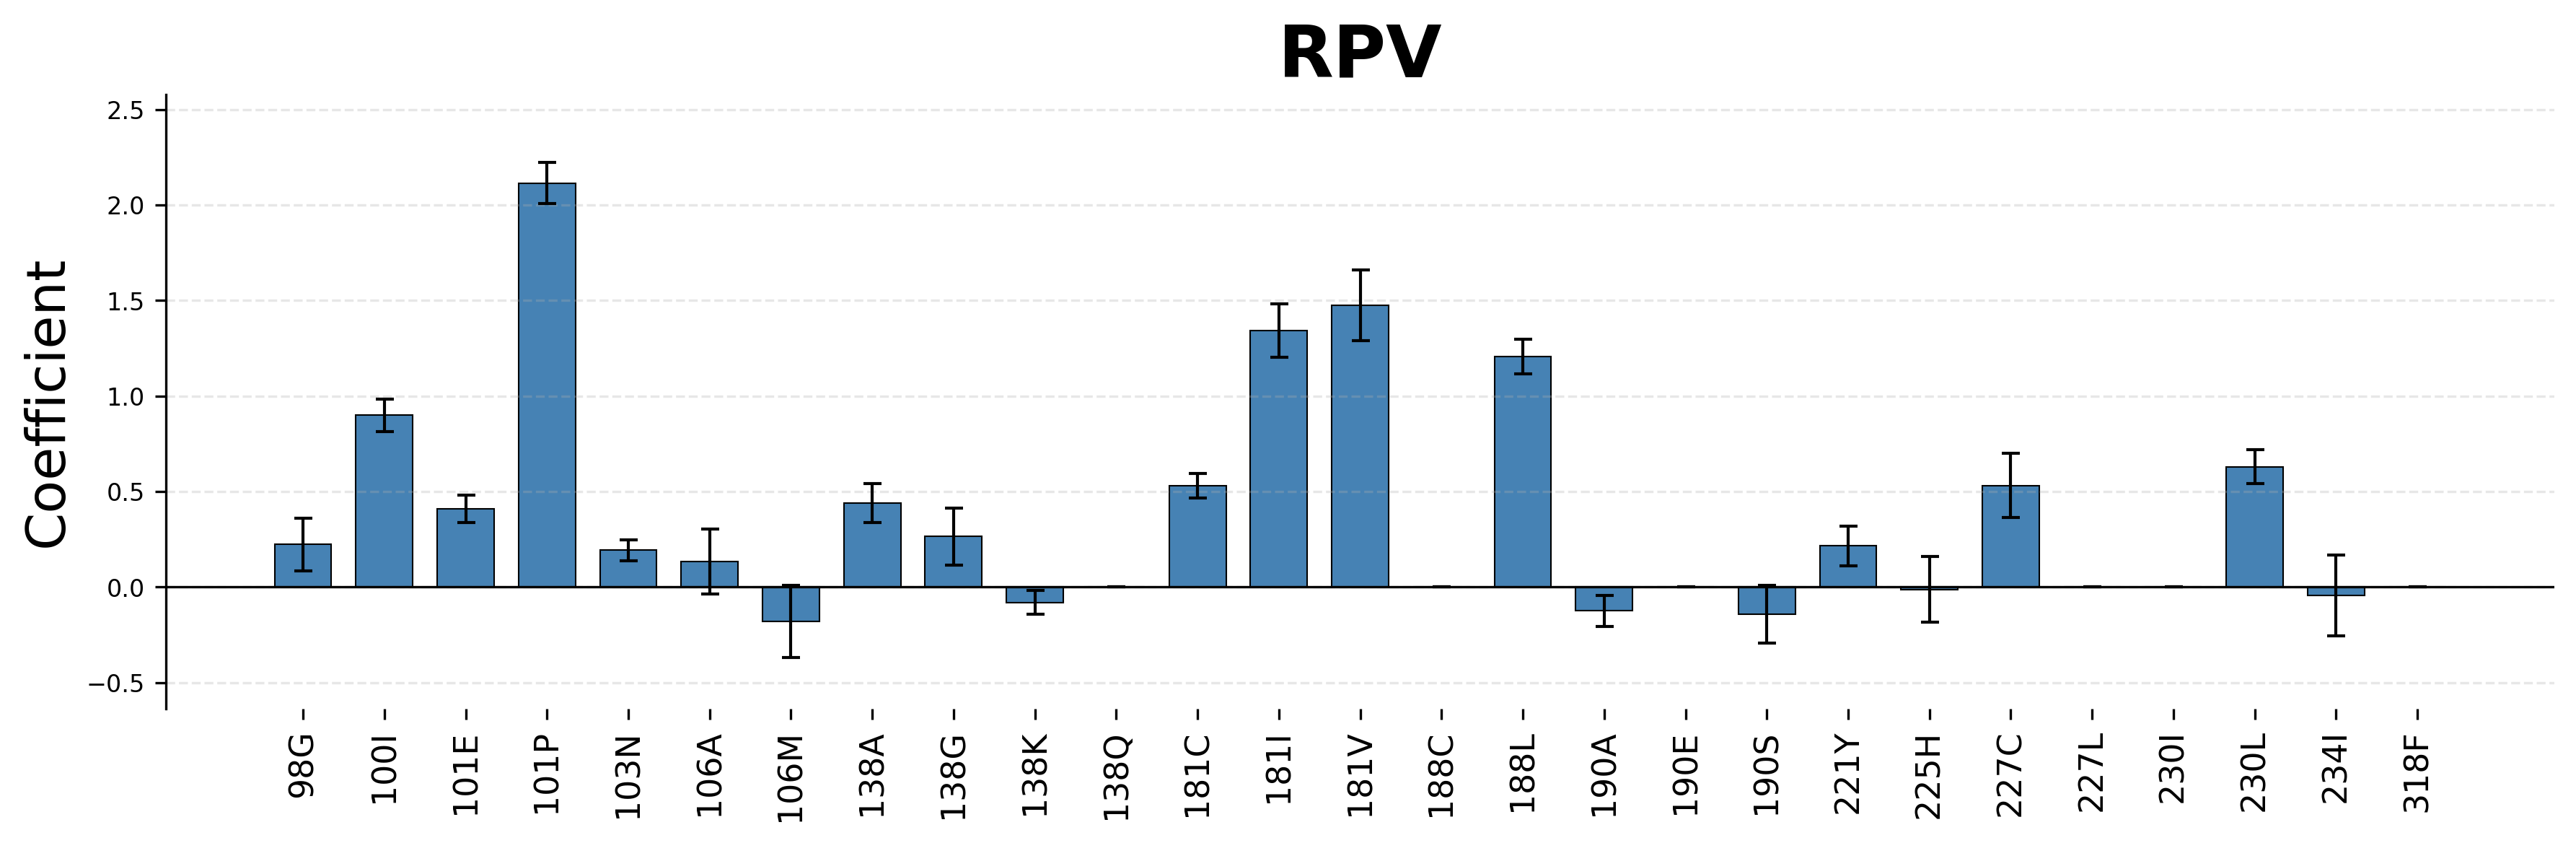 RPV
Coefficient
2.5
2.0
1.5
1.0
0.5
0.0
−0.5
98G
100I
101E
101P
103N
106A
106M
138A
138G
138K
138Q
181C
181I
181V
188C
188L
190A
190E
190S
221Y
225H
227C
227L
230I
230L
234I
318F